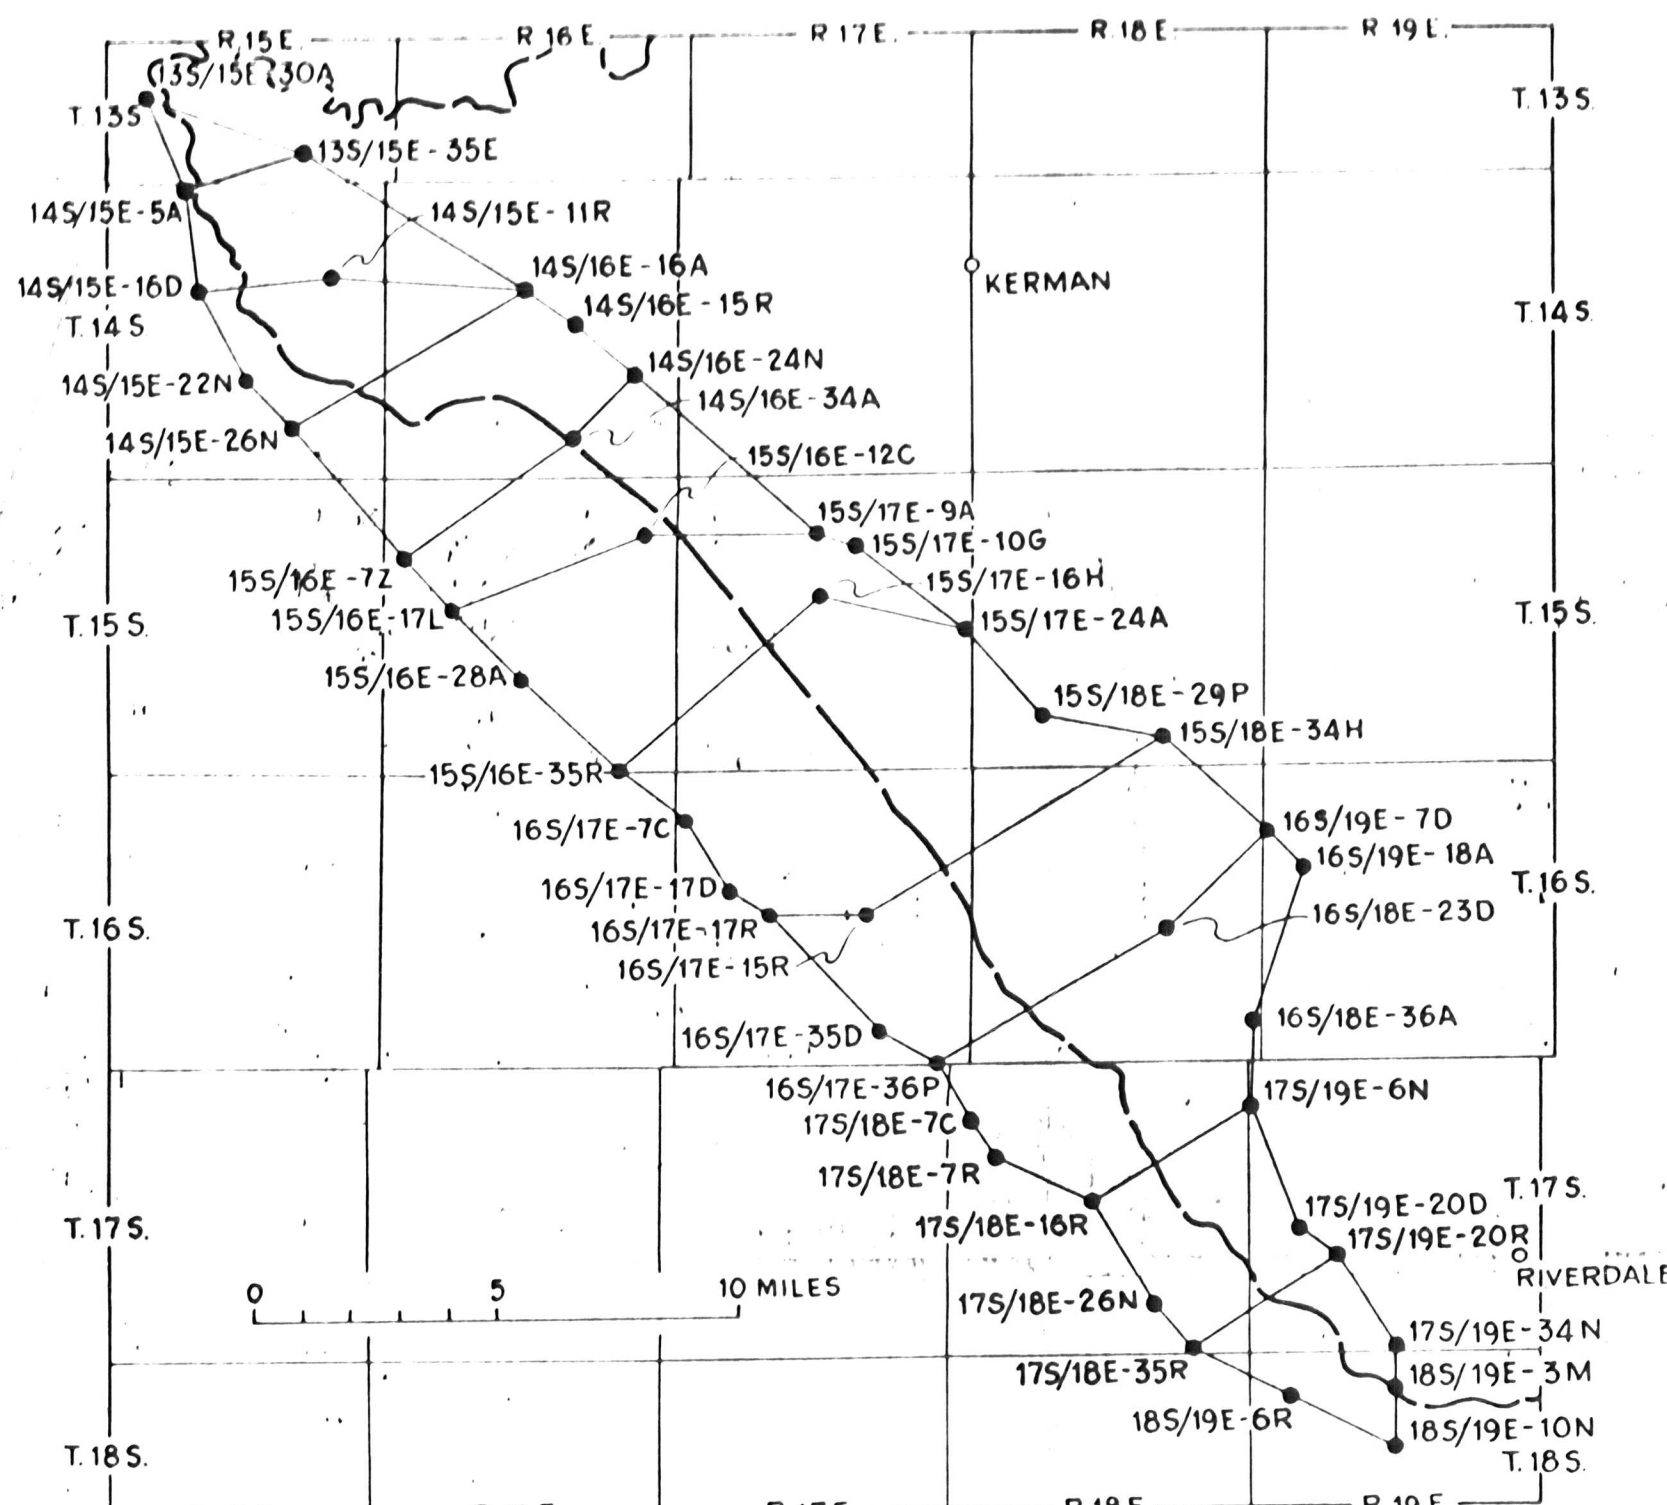 R. 15 E. R 16 E. R 17 E. R. 18 E. R 19 E.
13S/15E-30A
T. 13 S.
T. 13S
13S/15E-35E
14S/15E-5A
14S/15E-11R
14S/16E-16A
KERMAN
14S/15E-16D
14S/16E-15R
T. 14 S.
T. 14 S
14S/16E-24N
14S/15E-22N
14S/16E-34A
14S/15E-26N
15S/16E-12C
15S/17E-9A
15S/17E-10G
15S/16E-7Z
15S/17E-16H
15S/16E-17L
15S/17E-24A
T. 15 S.
T. 15 S.
15S/16E-28A
15S/18E-29P
15S/18E-34H
15S/16E-35R
16S/17E-7C
16S/19E-7D
16S/19E-18A
16S/17E-17D
T. 16 S.
16S/18E-23D
16S/17E-17R
T. 16 S.
16S/17E-15R
16S/17E-35D
16S/18E-36A
16S/17E-36P
17S/19E-6N
17S/18E-7C
17S/18E-7R
T. 17 S.
17S/19E-20D
17S/18E-16R
T. 17 S.
17S/19E-20R
RIVERDALE
0 5 10 MILES
17S/18E-26N
17S/19E-34N
17S/18E-35R
18S/19E-3M
18S/19E-6R
18S/19E-10N
T. 18 S.
T. 18 S.